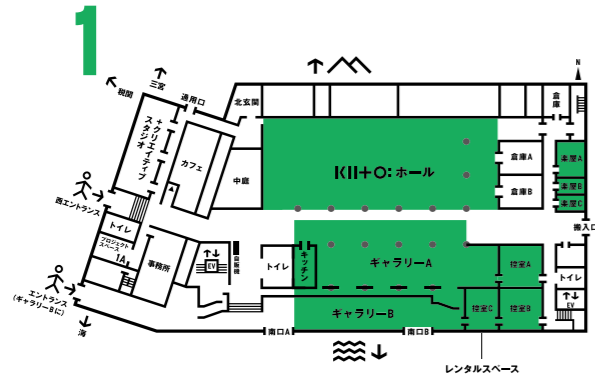 1
三宮
税関
通用口
北玄関
倉庫
N
+クリエイティブ
スタジオ
カフェ
中庭
KIITO:ホール
倉庫A
倉庫B
楽屋A
楽屋B
楽屋C
西エントランス
トイレ
プロジェクト
スペース
1A
事務所
EV
自販機
トイレ
キッチン
ギャラリーA
控室A
搬入口
トイレ
EV
エントランス
(ギャラリーBに)
海
ギャラリーB
控室C
控室B
南口A
南口B
レンタルスペース